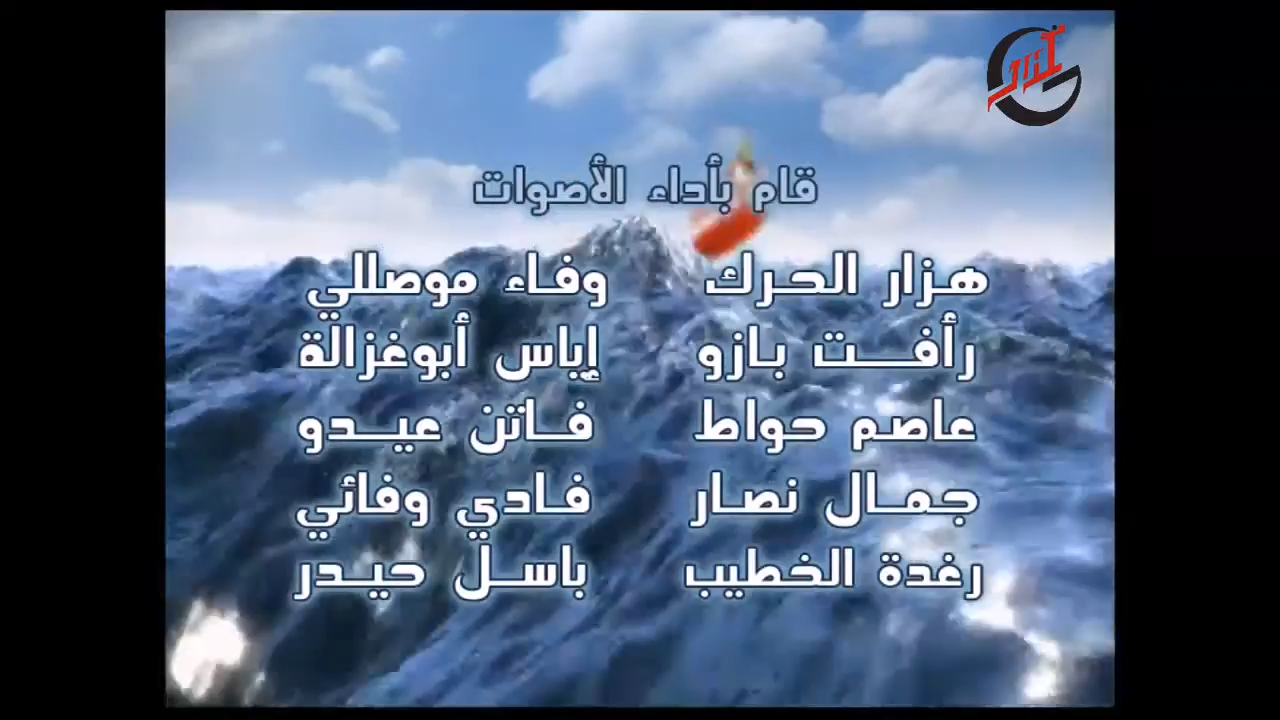 قام بأداء الأصوات
هزار الحرك وفاء موصللي
رأفت بازو إياس أبوغزالة
عاصم حواط فاتن عيدو
جمال نصار فادي وفائي
رغدة الخطيب باسل حيدر